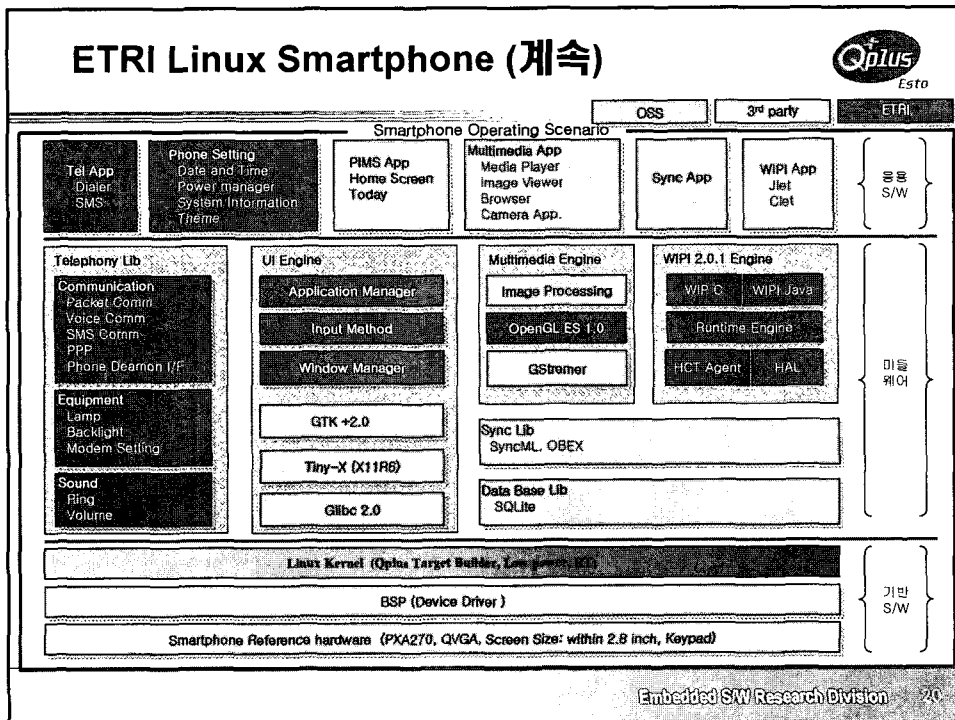 ETRI Linux Smartphone (계속)
Qplus
Esto
OSS
3rd party
ETRI
Smartphone Operating Scenario
Tel App
Dialer
SMS
Phone Setting
Date and Time
Power manager
System Information
Theme
PIMS App
Home Screen
Today
Multimedia App
Media Player
Image Viewer
Browser
Camera App.
Sync App
WIPI App
Jlet
Clet
응용
S/W
Telephony Lib
Communication
Packet Comm
Voice Comm
SMS Comm
PPP
Phone Deamon I/F
Equipment
Lamp
Backlight
Modem Setting
Sound
Ring
Volume
UI Engine
Application Manager
Input Method
Window Manager
GTK +2.0
Tiny-X (X11R6)
Glibc 2.0
Multimedia Engine
Image Processing
OpenGL ES 1.0
GStremer
WIPI 2.0.1 Engine
WIP C
WIPI Java
Runtime Engine
HCT Agent
HAL
Sync Lib
SyncML, OBEX
Data Base Lib
SQLite
미들
웨어
Linux Kernel (Qplus Target Builder, Low power, RT)
BSP (Device Driver )
Smartphone Reference hardware (PXA270, QVGA, Screen Size: within 2.8 inch, Keypad)
기반
S/W
Embedded S/W Research Division
20